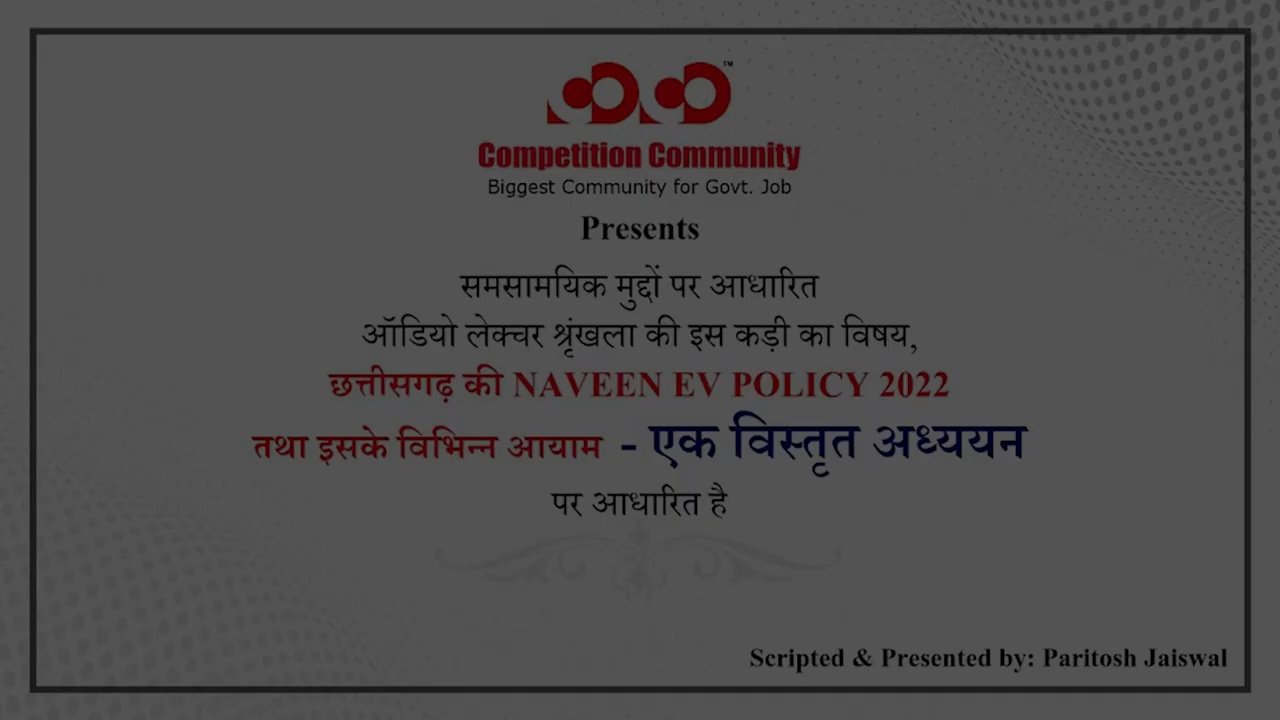 TM
Competition Community
Biggest Community for Govt. Job
Presents
समसामयिक मुद्दों पर आधारित
ऑडियो लेक्चर श्रृंखला की इस कड़ी का विषय,
छत्तीसगढ़ की NAVEEN EV POLICY 2022
तथा इसके विभिन्न आयाम - एक विस्तृत अध्ययन
पर आधारित है
Scripted & Presented by: Paritosh Jaiswal